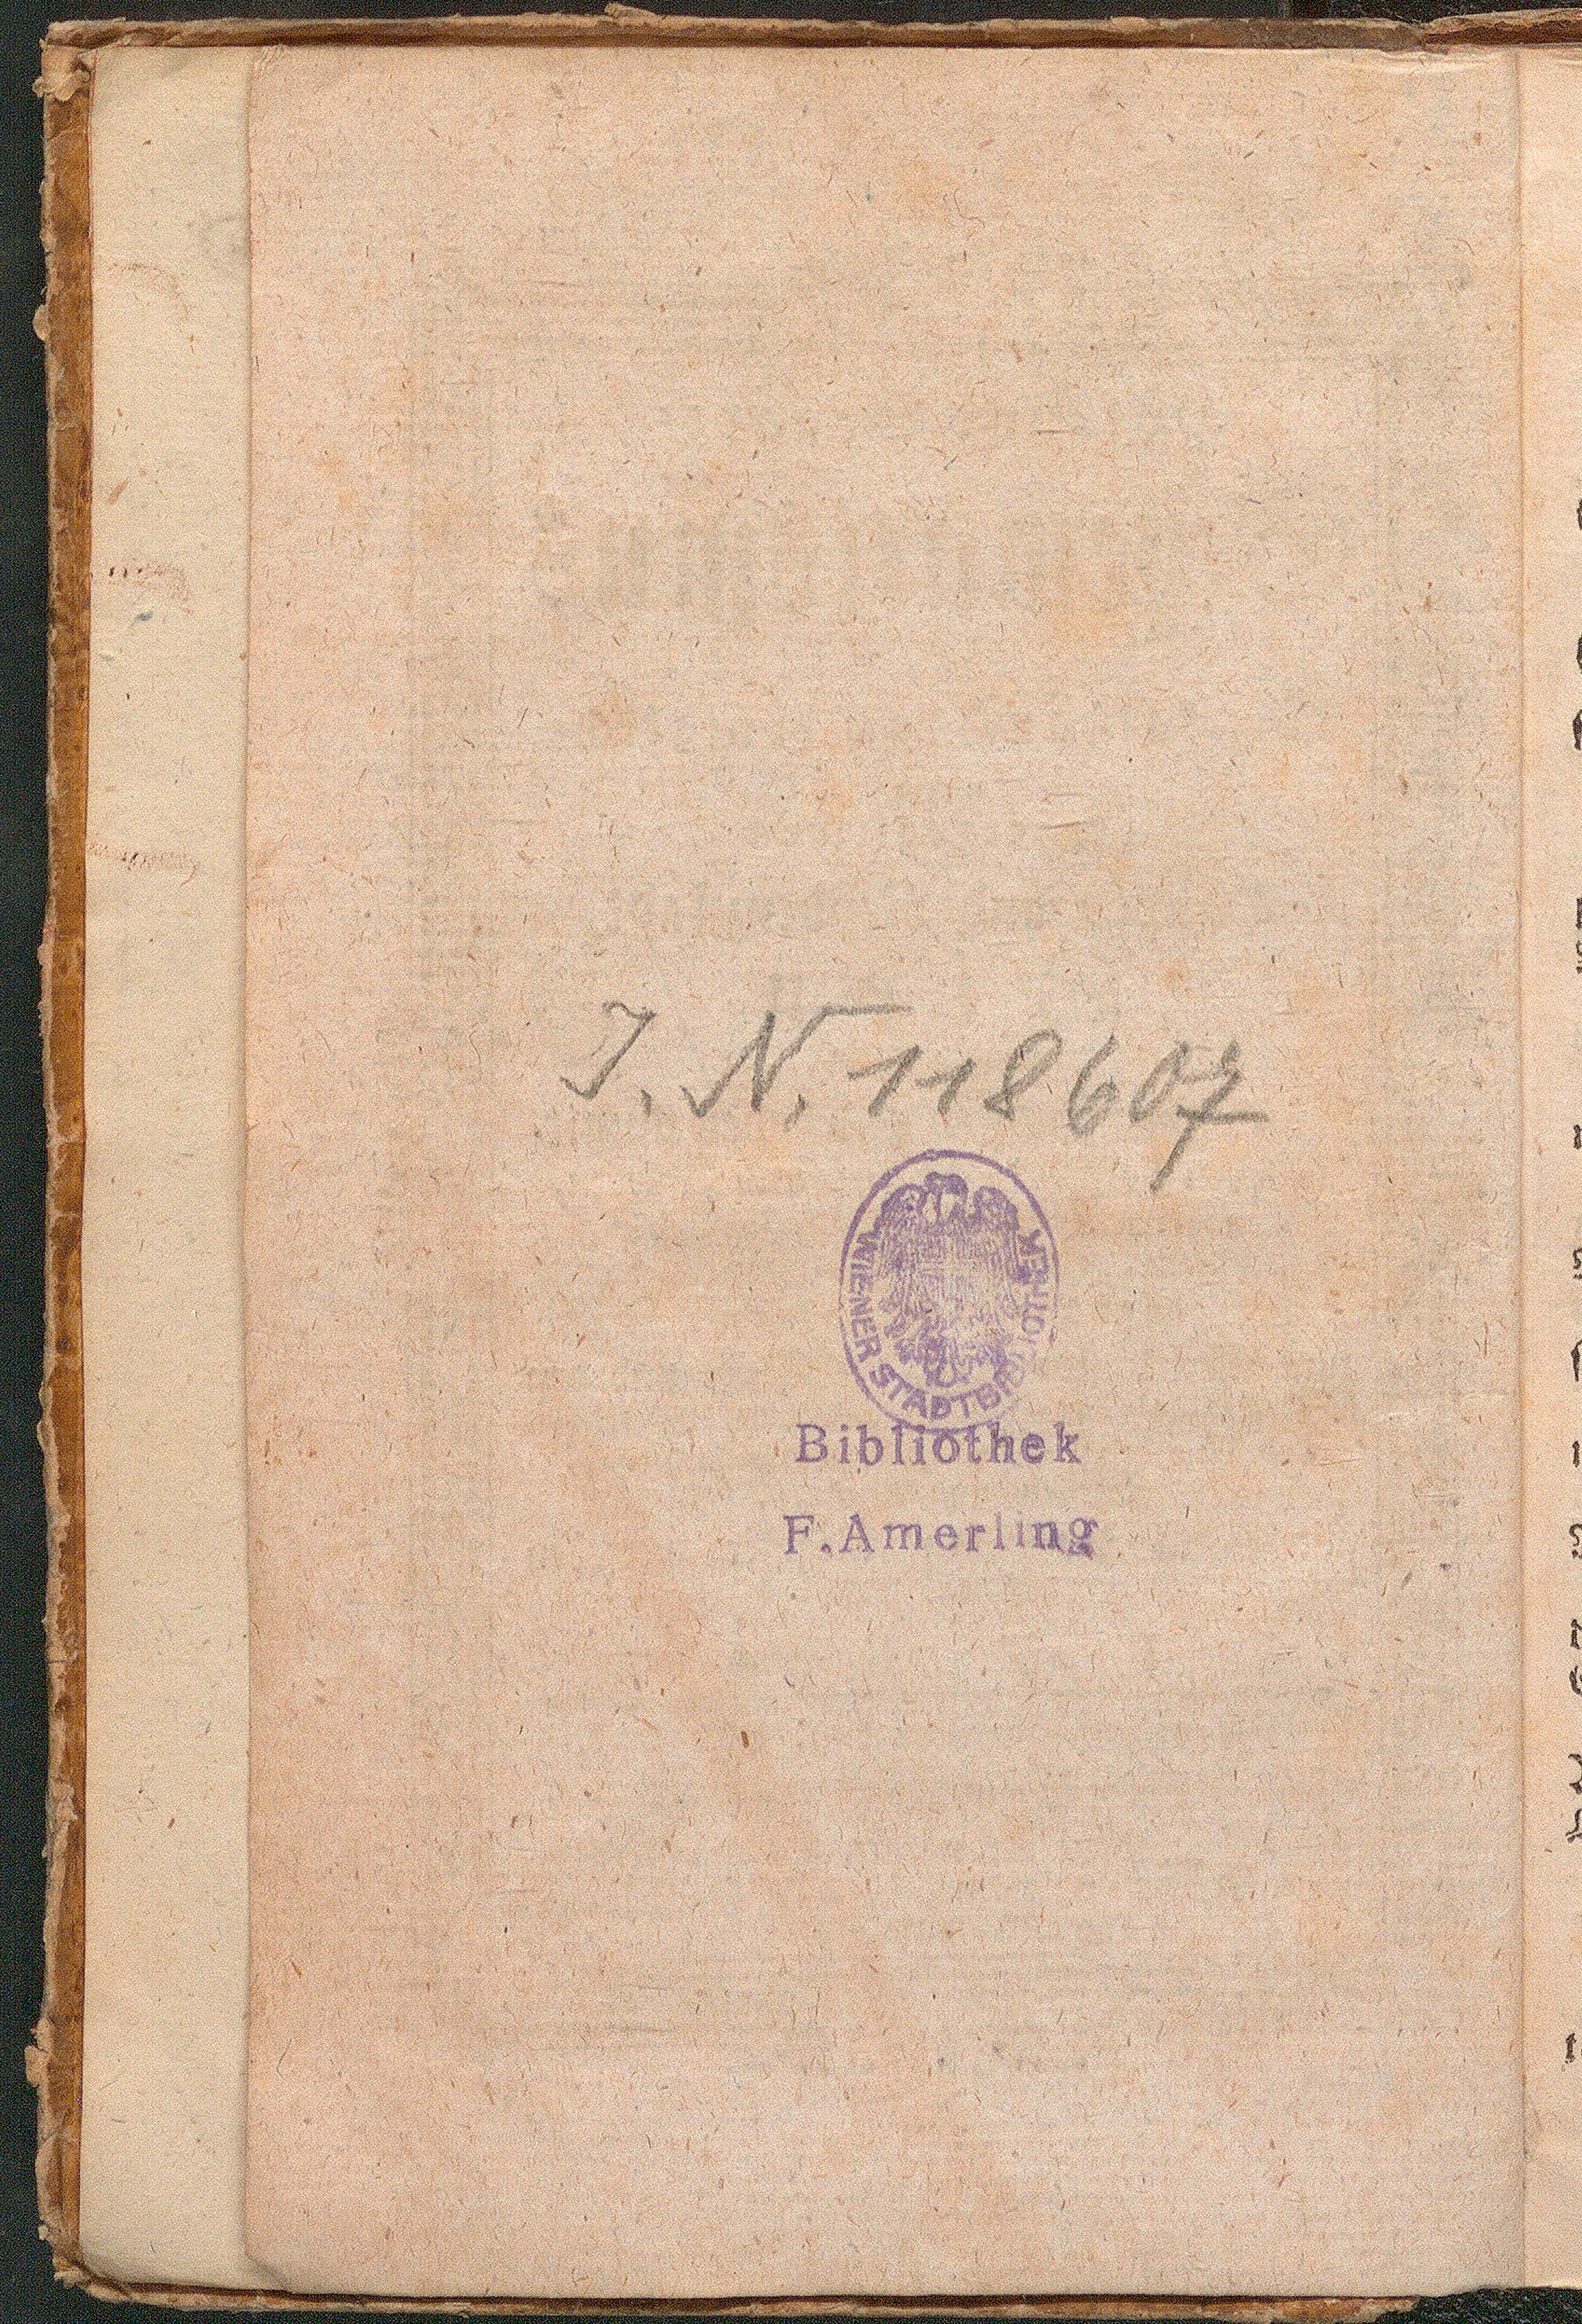 J. N. 118607
WIENER STADTBIBLIOTHEK
Bibliothek
F. Amerling